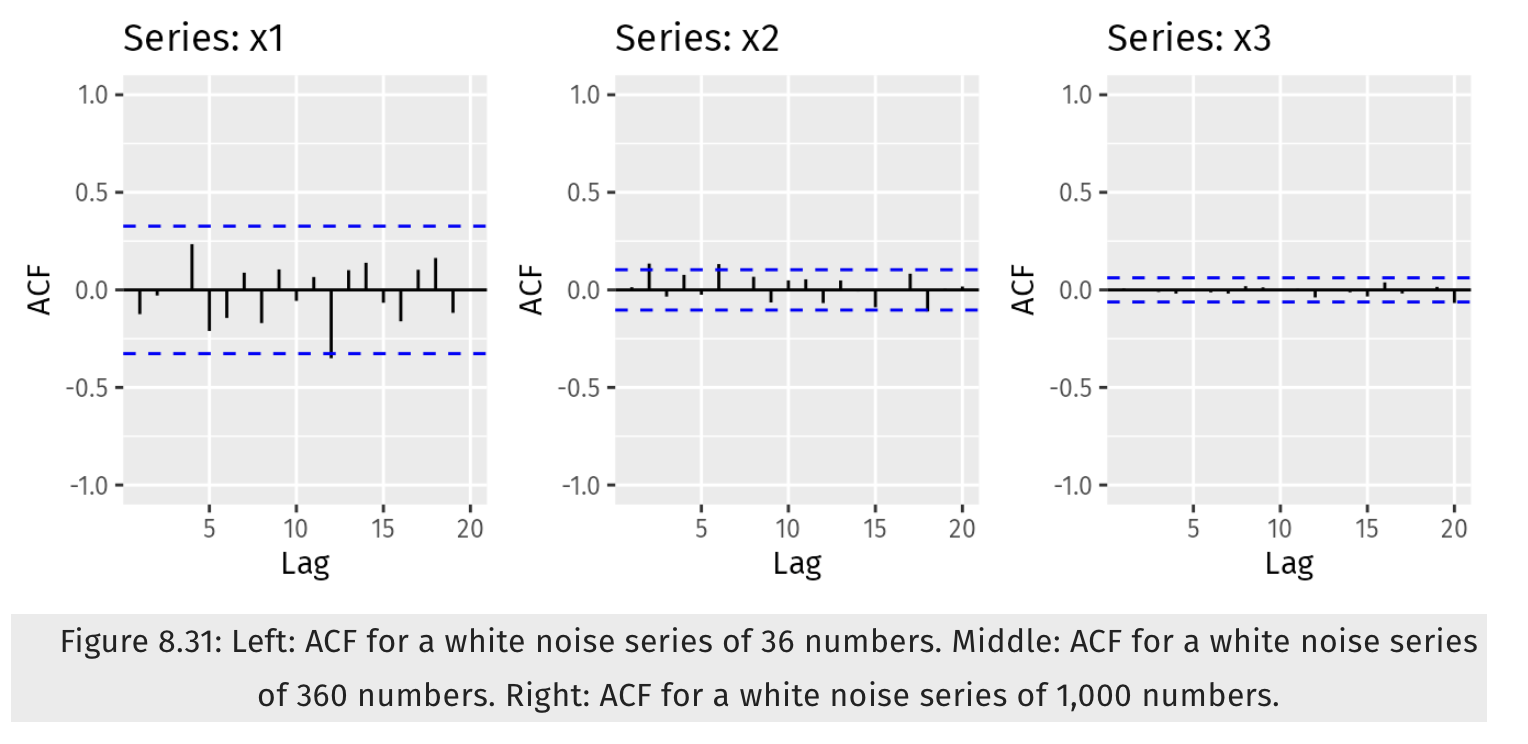 Series: x1
1.0
0.5
0.0
-0.5
-1.0
ACF
5 10 15 20
Lag
Series: x2
1.0
0.5
0.0
-0.5
-1.0
ACF
5 10 15 20
Lag
Series: x3
1.0
0.5
0.0
-0.5
-1.0
ACF
5 10 15 20
Lag
Figure 8.31: Left: ACF for a white noise series of 36 numbers. Middle: ACF for a white noise series
of 360 numbers. Right: ACF for a white noise series of 1,000 numbers.